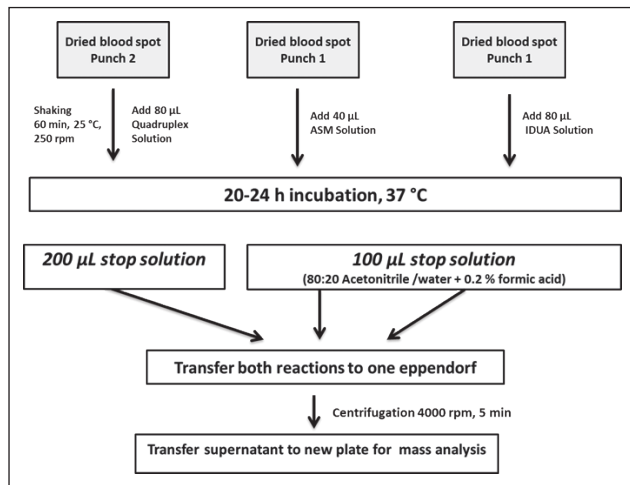 Dried blood spot
Punch 2
Dried blood spot
Punch 1
Dried blood spot
Punch 1
Shaking
60 min, 25 °C,
250 rpm
Add 80 µL
Quadruplex
Solution
Add 40 µL
ASM Solution
Add 80 µL
IDUA Solution
20-24 h incubation, 37 °C
200 µL stop solution
100 µL stop solution
(80:20 Acetonitrile /water + 0.2 % formic acid)
Transfer both reactions to one eppendorf
Centrifugation 4000 rpm, 5 min
Transfer supernatant to new plate for mass analysis